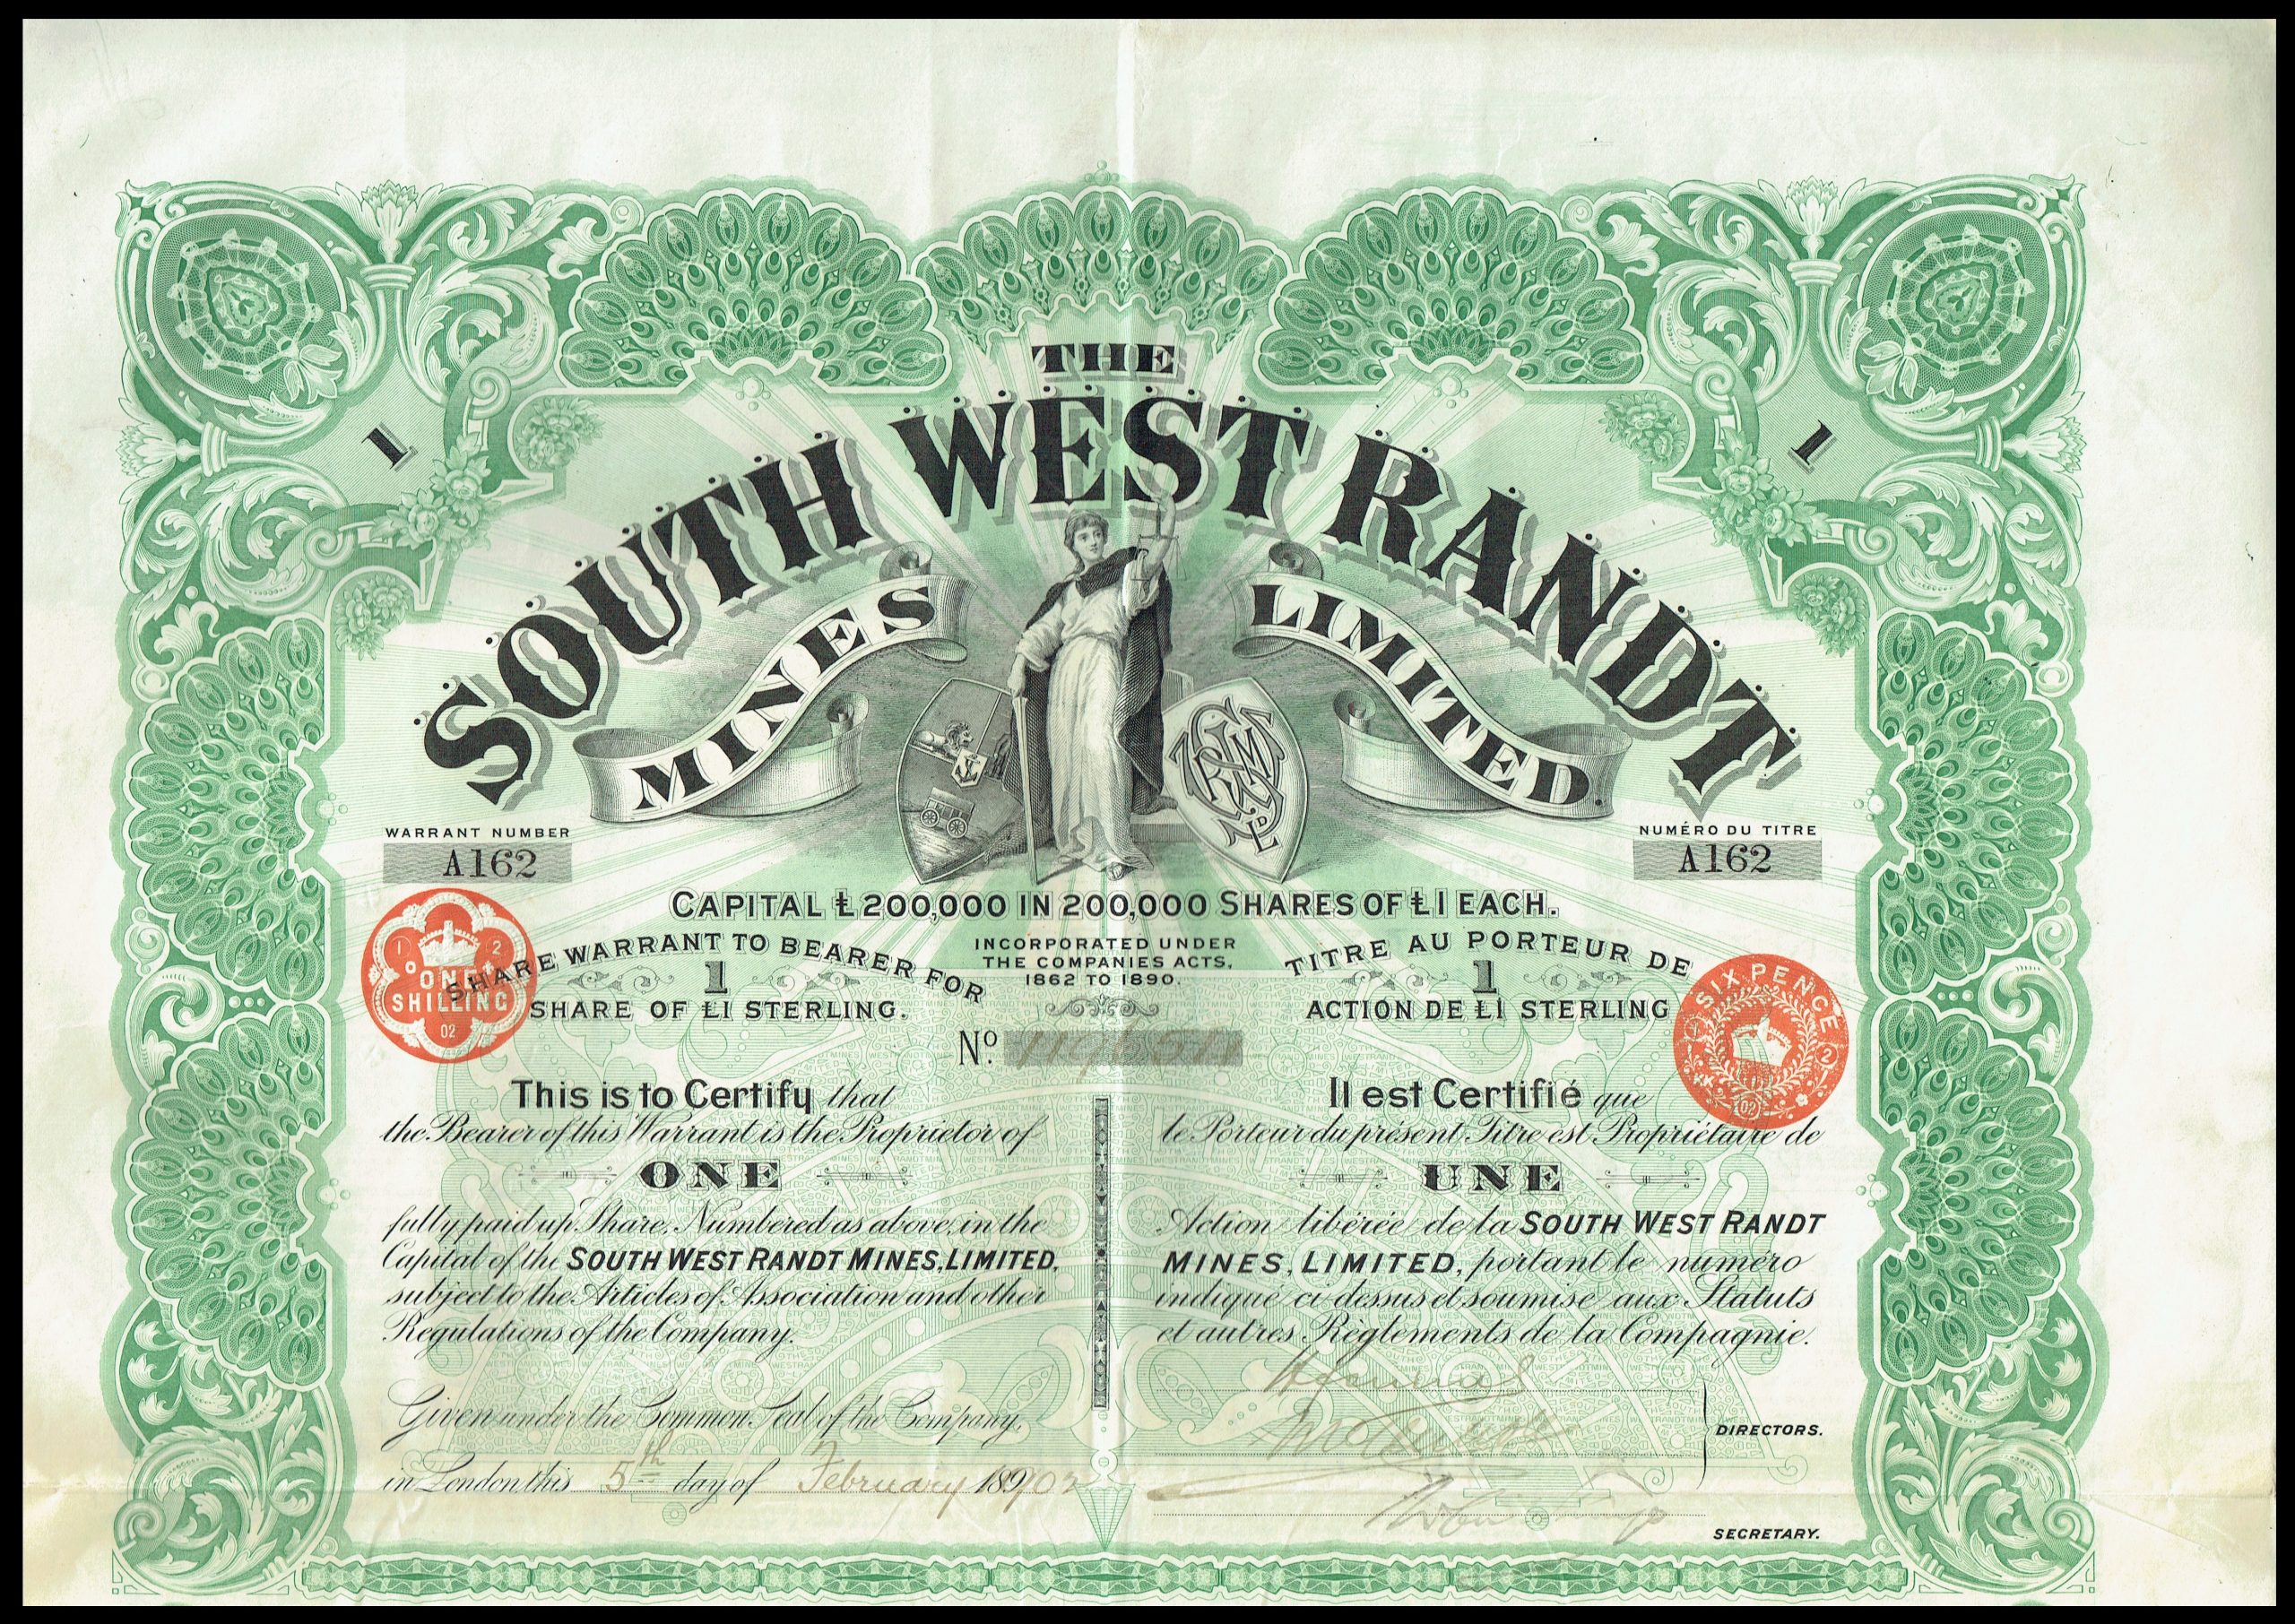 THE
SOUTH WEST RANDT
MINES LIMITED.
1
1
WARRANT NUMBER
A162
NUMÉRO DU TITRE
A162
CAPITAL £200,000 IN 200,000 SHARES OF £1 EACH.
SHARE WARRANT TO BEARER FOR
1
SHARE OF £1 STERLING.
INCORPORATED UNDER
THE COMPANIES ACTS,
1862 TO 1890.
TITRE AU PORTEUR DE
1
ACTION DE £1 STERLING
1 2
ONE
SHILLING
02
SIX PENCE
2
02
No.
This is to Certify that
the Bearer of this Warrant is the Proprietor of
ONE
fully paid up Share, Numbered as above, in the
Capital of the SOUTH WEST RANDT MINES, LIMITED,
subject to the Articles of Association and other
Regulations of the Company.
Given under the Common Seal of the Company,
in London this 5th day of February 1902
Il est Certifié que
le Porteur du présent Titre est Propriétaire de
UNE
Action libérée de la SOUTH WEST RANDT
MINES, LIMITED, portant le numéro
indiqué ci dessus et soumise aux Statuts
et autres Règlements de la Compagnie.
DIRECTORS.
SECRETARY.